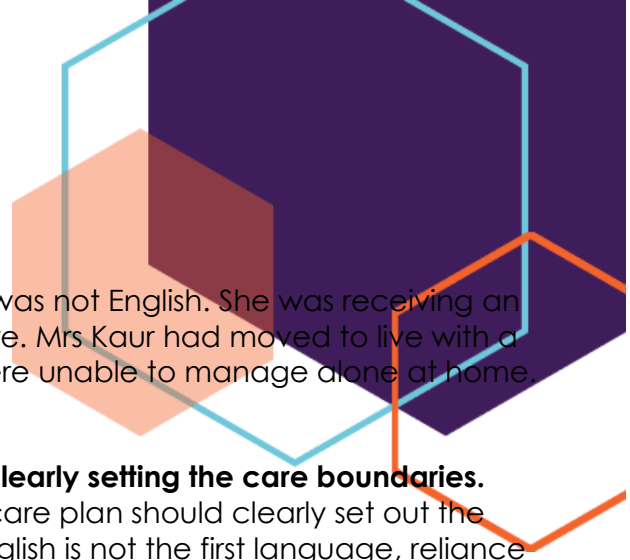 was not English. She was receiving an
e. Mrs Kaur had moved to live with a
ere unable to manage alone at home.
learly setting the care boundaries.
care plan should clearly set out the
glish is not the first language, reliance